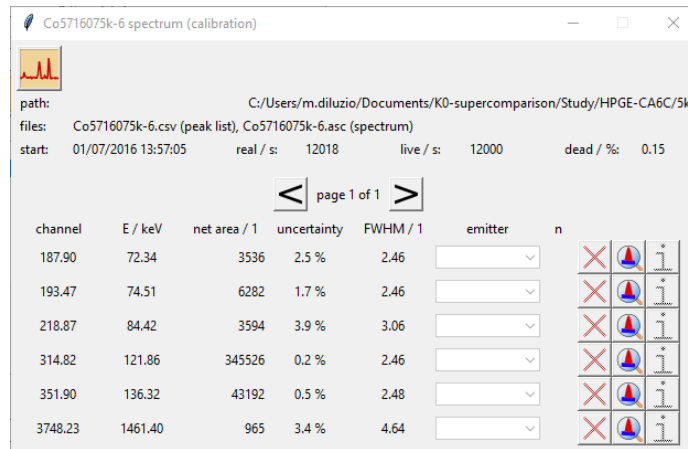 Co5716075k-6 spectrum (calibration)
path: C:/Users/m.diluzio/Documents/K0-supercomparison/Study/HPGE-CA6C/5k
files: Co5716075k-6.csv (peak list), Co5716075k-6.asc (spectrum)
start: 01/07/2016 13:57:05 real / s: 12018 live / s: 12000 dead / %: 0.15
< page 1 of 1 >
channel E / keV net area / 1 uncertainty FWHM / 1 emitter n
187.90 72.34 3536 2.5 % 2.46
193.47 74.51 6282 1.7 % 2.46
218.87 84.42 3594 3.9 % 3.06
314.82 121.86 345526 0.2 % 2.46
351.90 136.32 43192 0.5 % 2.48
3748.23 1461.40 965 3.4 % 4.64